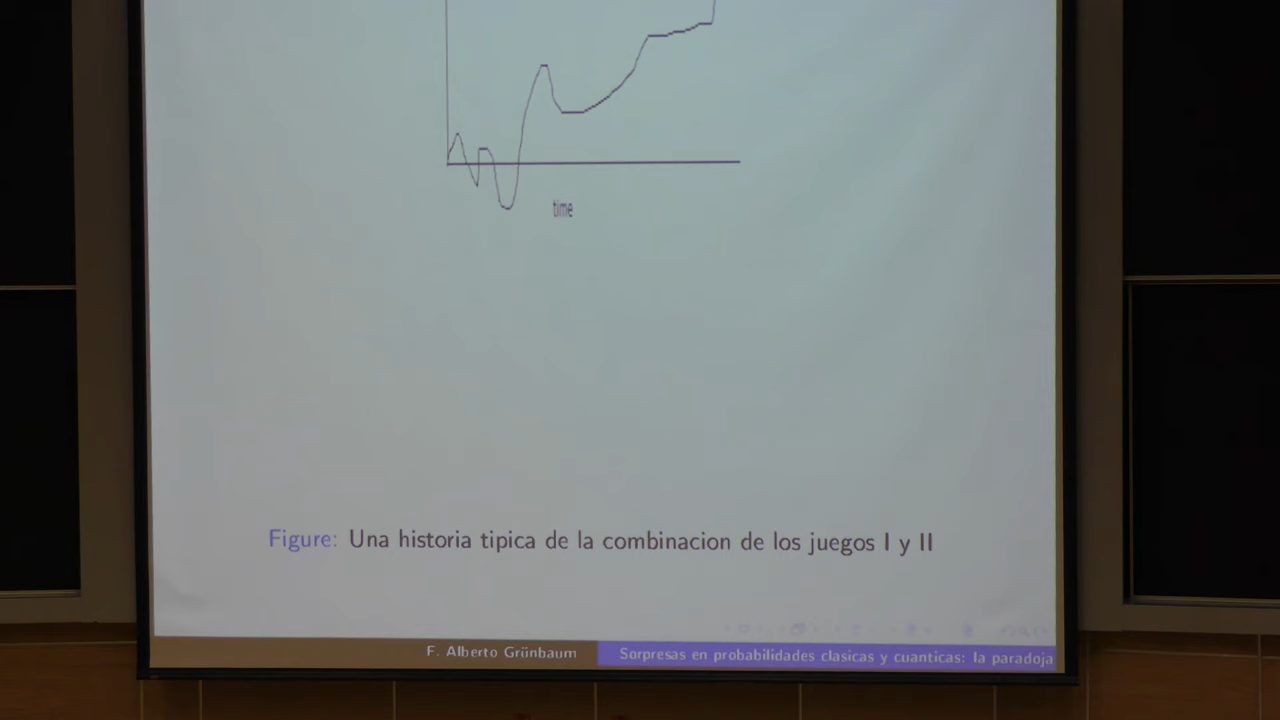 time
Figure: Una historia tipica de la combinacion de los juegos I y II
F. Alberto Grünbaum
Sorpresas en probabilidades clasicas y cuanticas: la paradoja